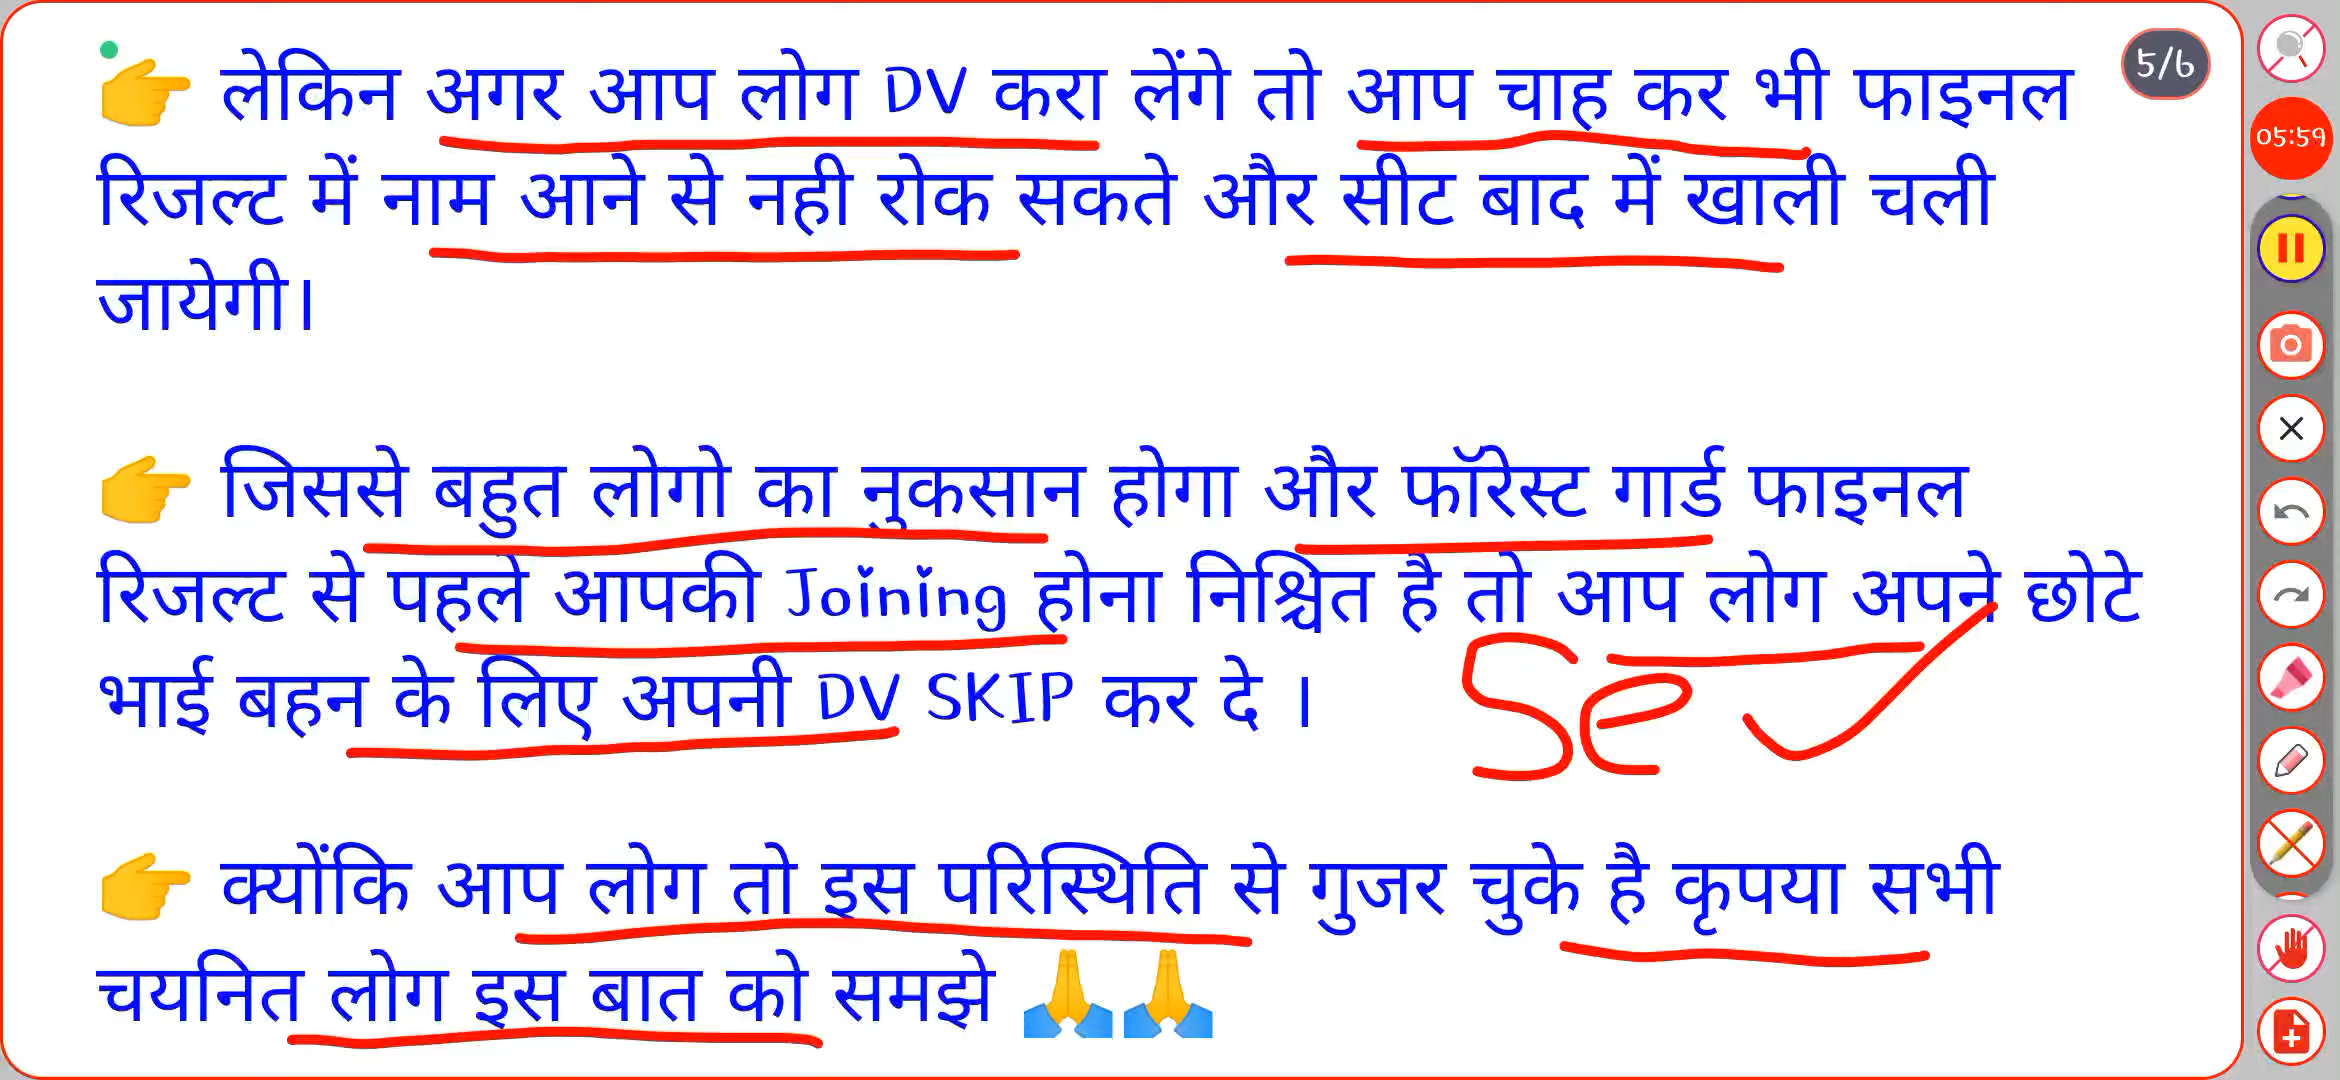 👉 लेकिन अगर आप लोग DV करा लेंगे तो आप चाह कर भी फाइनल
रिजल्ट में नाम आने से नही रोक सकते और सीट बाद में खाली चली
जायेगी।
👉 जिससे बहुत लोगो का नुकसान होगा और फॉरेस्ट गार्ड फाइनल
रिजल्ट से पहले आपकी Joining होना निश्चित है तो आप लोग अपने छोटे
भाई बहन के लिए अपनी DV SKIP कर दे ।
Se
👉 क्योंकि आप लोग तो इस परिस्थिति से गुजर चुके है कृपया सभी
चयनित लोग इस बात को समझे 🙏🙏
5/6
05:59